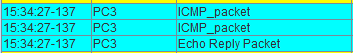 15:34:27-137 PC3 ICMP_packet
15:34:27-137 PC3 ICMP_packet
15:34:27-137 PC3 Echo Reply Packet